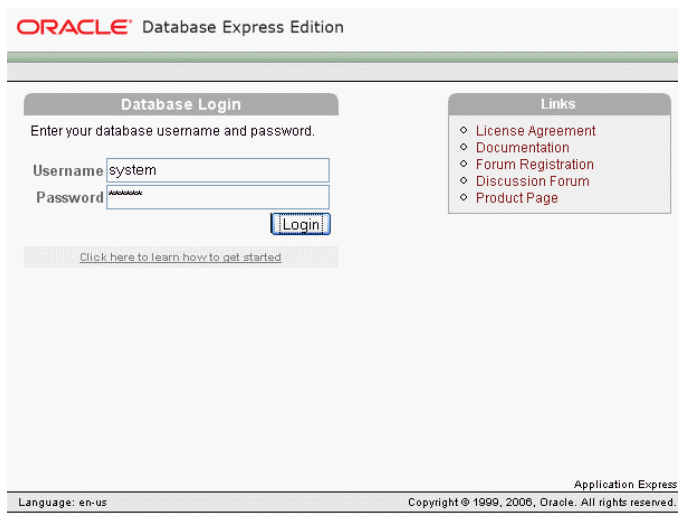 ORACLE® Database Express Edition
Database Login
Enter your database username and password.
Username system
Password ******
Login
Click here to learn how to get started
Links
License Agreement
Documentation
Forum Registration
Discussion Forum
Product Page
Application Express
Language: en-us
Copyright © 1999, 2006, Oracle. All rights reserved.